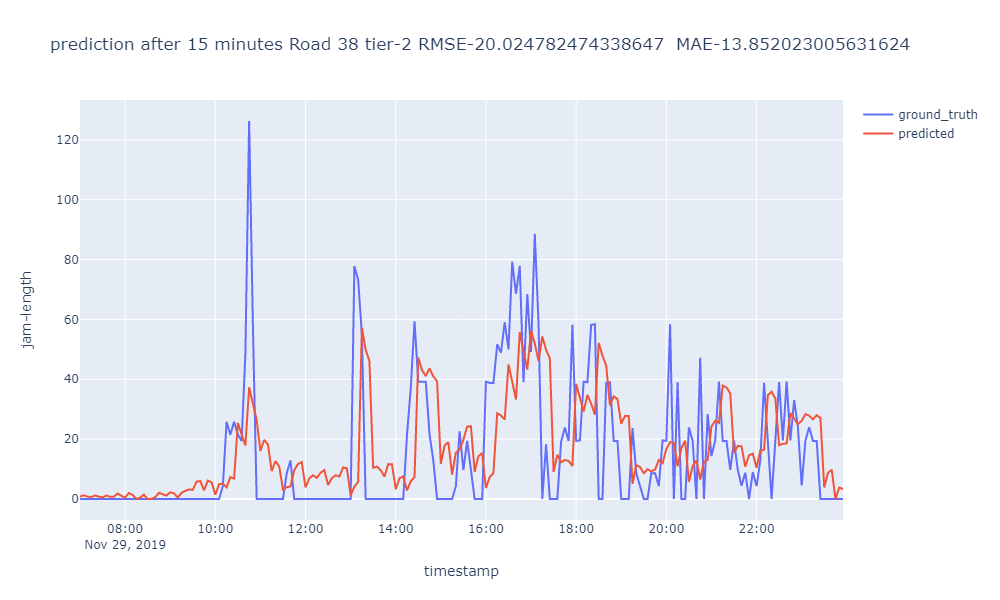 prediction after 15 minutes Road 38 tier-2 RMSE-20.024782474338647  MAE-13.852023005631624
ground_truth
predicted
120
100
80
60
40
20
0
jam-length
08:00 10:00 12:00 14:00 16:00 18:00 20:00 22:00
Nov 29, 2019
timestamp